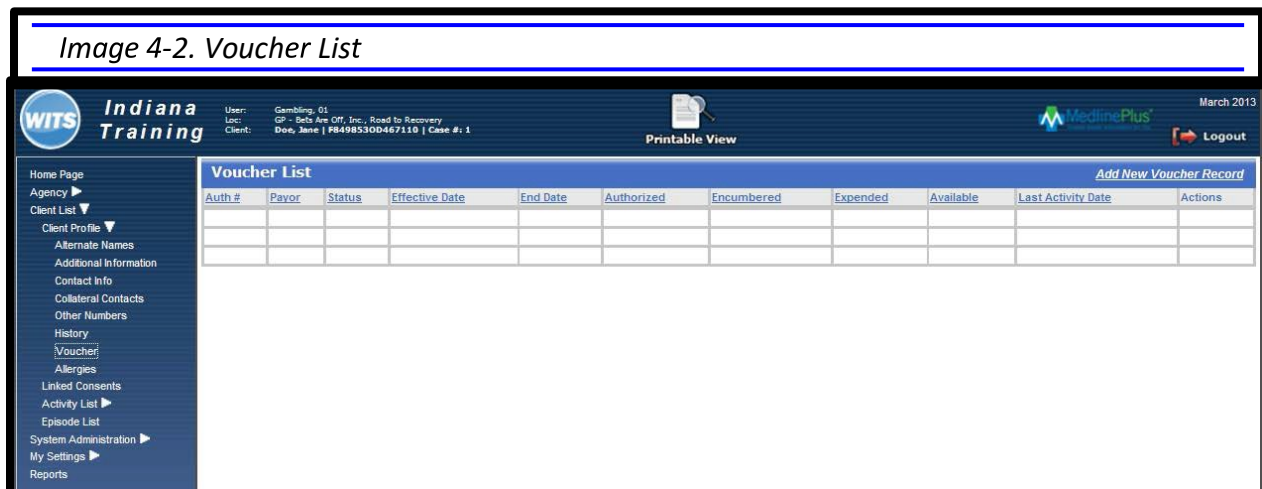 Image 4-2. Voucher List
WITS
Indiana
Training
User: Gambling, 01
Loc: GP - Bets Are Off, Inc., Road to Recovery
Client: Doe, Jane | F8498530D467110 | Case #: 1
Printable View
MedlinePlus
March 2013
Logout
Home Page
Agency
Client List
Client Profile
Alternate Names
Additional Information
Contact Info
Collateral Contacts
Other Numbers
History
Voucher
Allergies
Linked Consents
Activity List
Episode List
System Administration
My Settings
Reports
Voucher List Add New Voucher Record
Auth # Payor Status Effective Date End Date Authorized Encumbered Expended Available Last Activity Date Actions